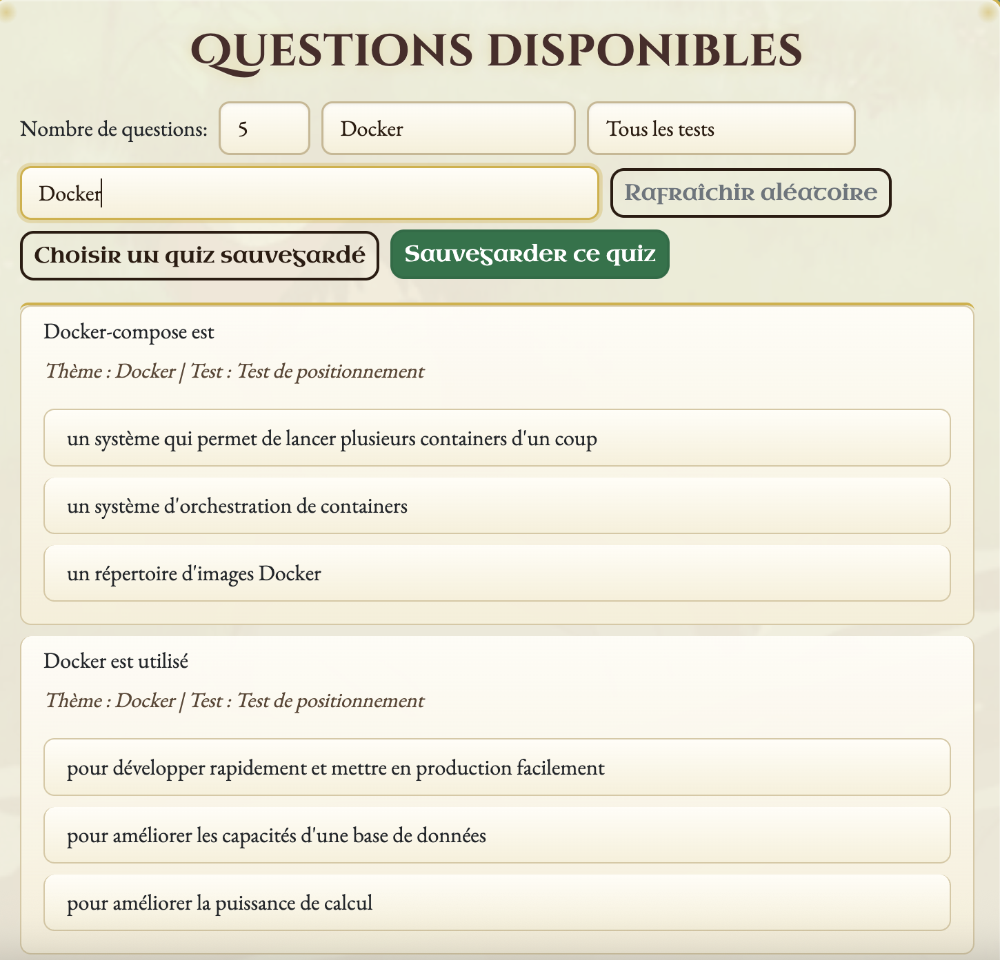 QUESTIONS DISPONIBLES
Nombre de questions: 5 Docker Tous les tests
Docker Rafraîchir aléatoire
Choisir un quiz sauvegardé Sauvegarder ce quiz
Docker-compose est
Thème : Docker | Test : Test de positionnement
un système qui permet de lancer plusieurs containers d'un coup
un système d'orchestration de containers
un répertoire d'images Docker
Docker est utilisé
Thème : Docker | Test : Test de positionnement
pour développer rapidement et mettre en production facilement
pour améliorer les capacités d'une base de données
pour améliorer la puissance de calcul